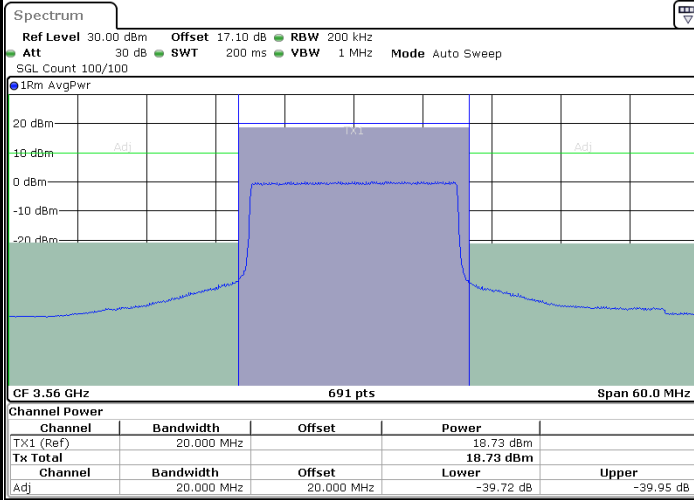 Spectrum
Ref Level 30.00 dBm Offset 17.10 dB RBW 200 kHz
Att 30 dB SWT 200 ms VBW 1 MHz Mode Auto Sweep
SGL Count 100/100
1Rm AvgPwr
20 dBm
TX1
Adj Adj
10 dBm
0 dBm
-10 dBm
-20 dBm
CF 3.56 GHz 691 pts Span 60.0 MHz
Channel Power
Channel Bandwidth Offset Power
TX1 (Ref) 20.000 MHz 18.73 dBm
Tx Total 18.73 dBm
Channel Bandwidth Offset Lower Upper
Adj 20.000 MHz 20.000 MHz -39.72 dB -39.95 dB